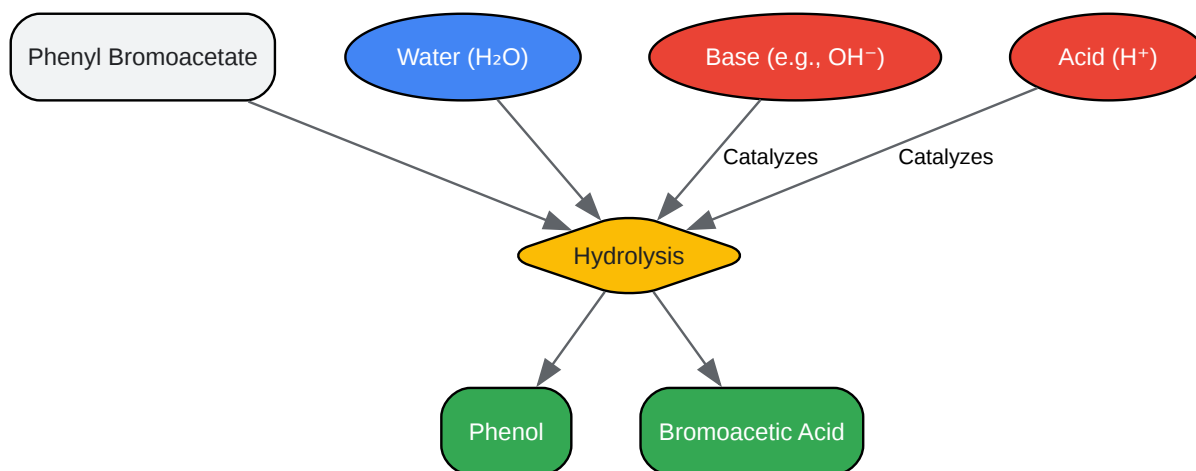 Phenyl Bromoacetate
Water (H₂O)
Base (e.g., OH⁻)
Acid (H⁺)
Catalyzes
Catalyzes
Hydrolysis
Phenol
Bromoacetic Acid